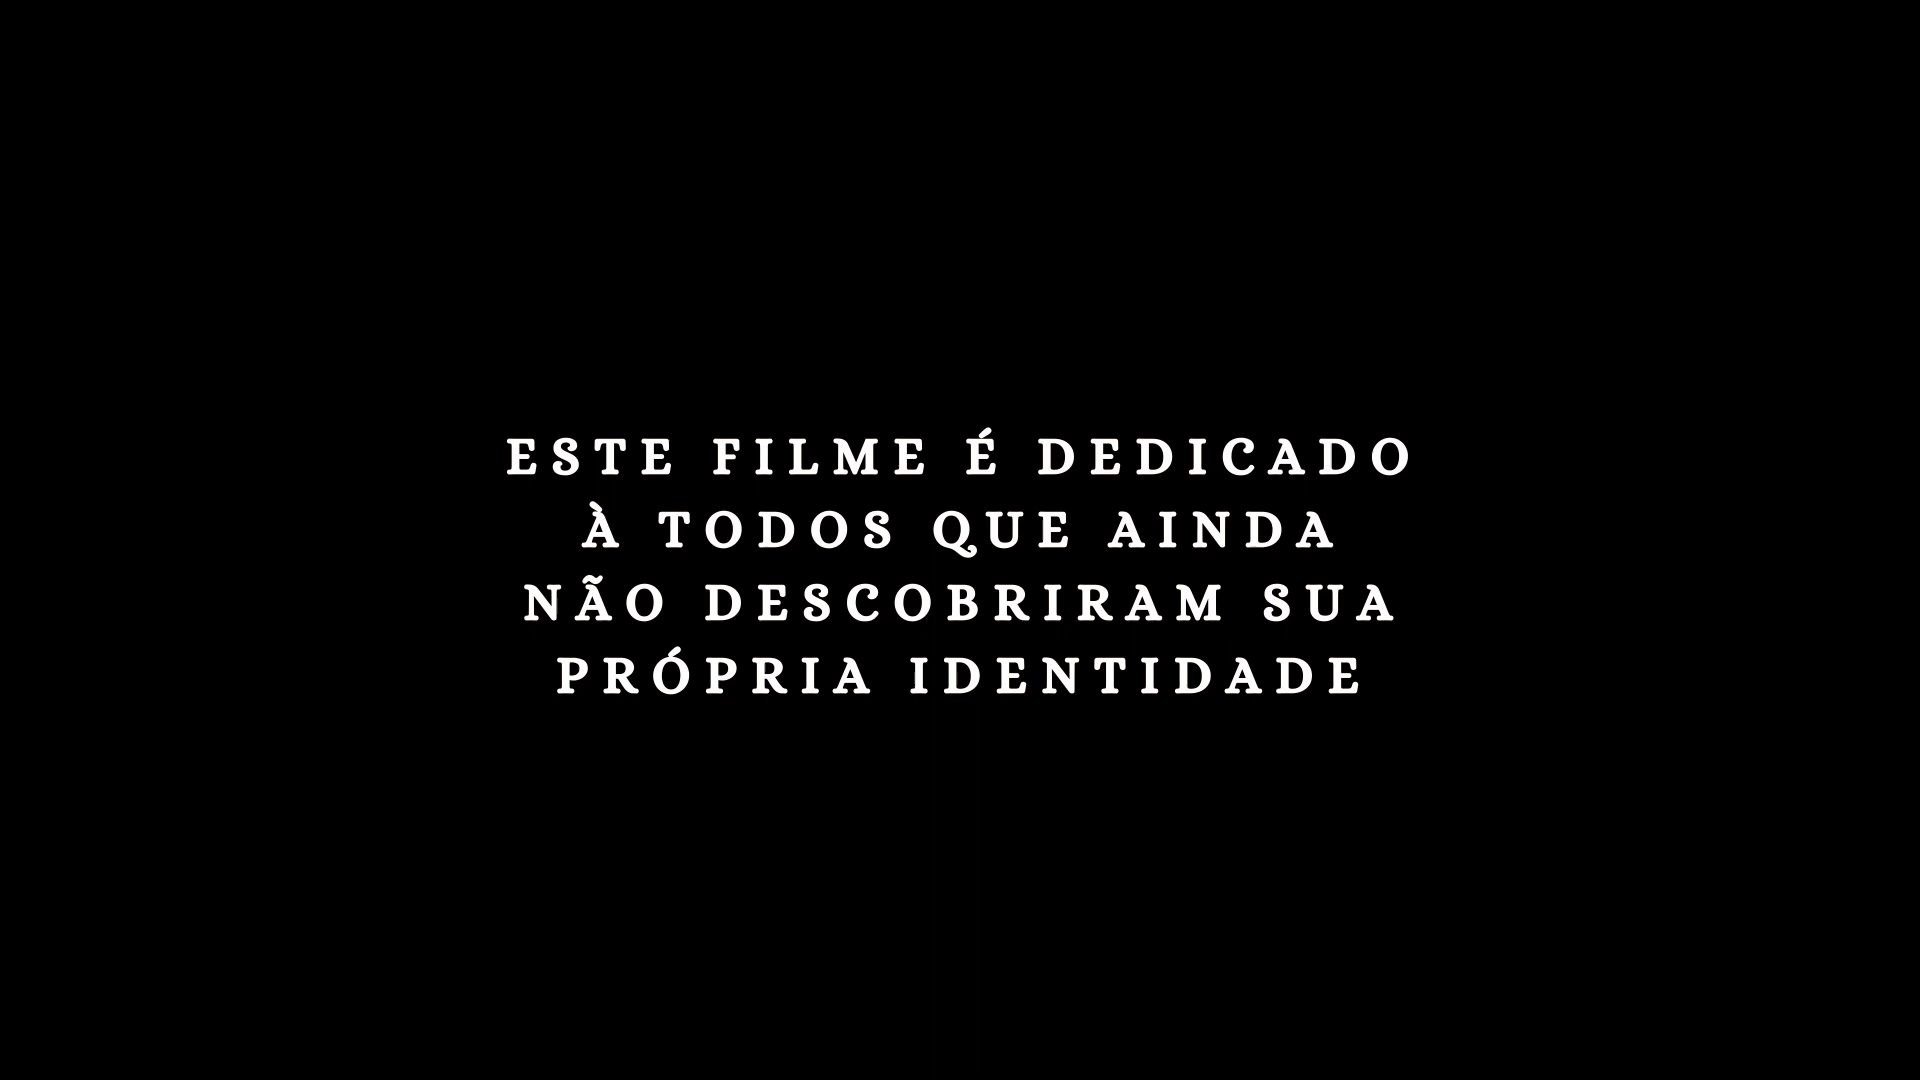 ESTE FILME É DEDICADO
À TODOS QUE AINDA
NÃO DESCOBRIRAM SUA
PRÓPRIA IDENTIDADE